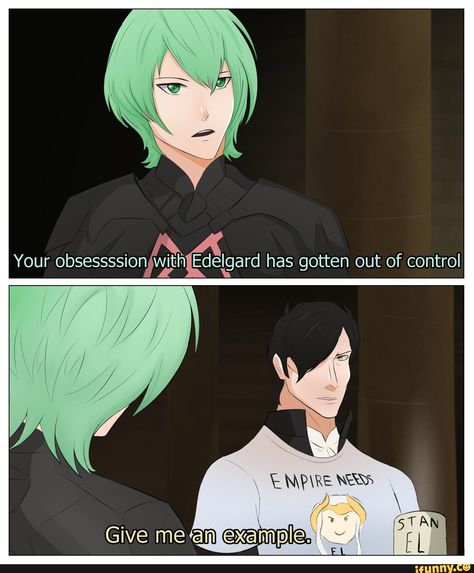 Your obsessssion with Edelgard has gotten out of control
EMPIRE NEEDS
EL
STAN
EL
Give me an example.
ifunny.co